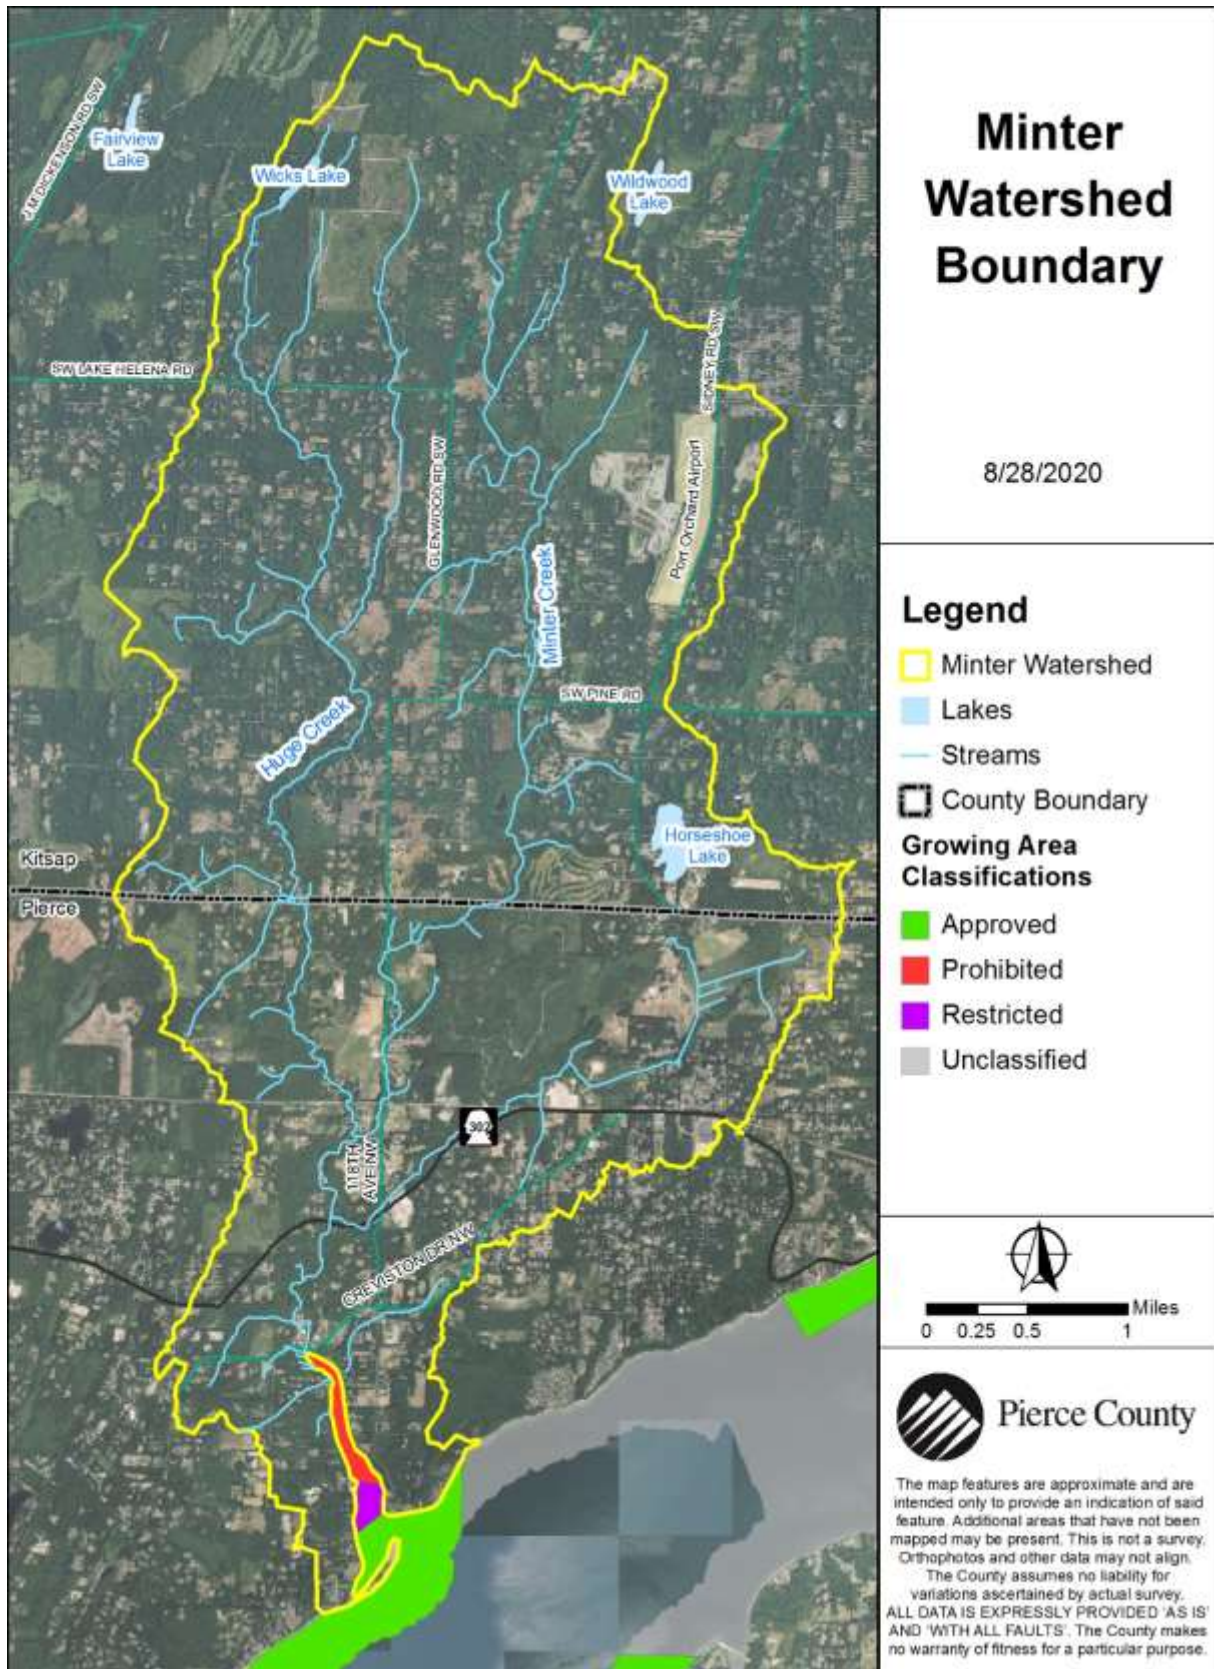 Minter
Watershed
Boundary
8/28/2020
Legend
Minter Watershed
Lakes
Streams
County Boundary
Growing Area
Classifications
Approved
Prohibited
Restricted
Unclassified
Miles
0 0.25 0.5 1
Pierce County
The map features are approximate and are
intended only to provide an indication of said
feature. Additional areas that have not been
mapped may be present. This is not a survey.
Orthophotos and other data may not align.
The County assumes no liability for
variations ascertained by actual survey.
ALL DATA IS EXPRESSLY PROVIDED 'AS IS'
AND 'WITH ALL FAULTS'. The County makes
no warranty of fitness for a particular purpose.
J M DICKENSON RD SW
Fairview
Lake
Wicks Lake
Wildwood
Lake
SW LAKE HELENA RD
SIDNEY RD SW
GLENWOOD RD SW
Port Orchard Airport
Minter Creek
SW PINE RD
Huge Creek
Horseshoe
Lake
Kitsap
Pierce
302
118TH
AVE NW
CREVISTON DR NW